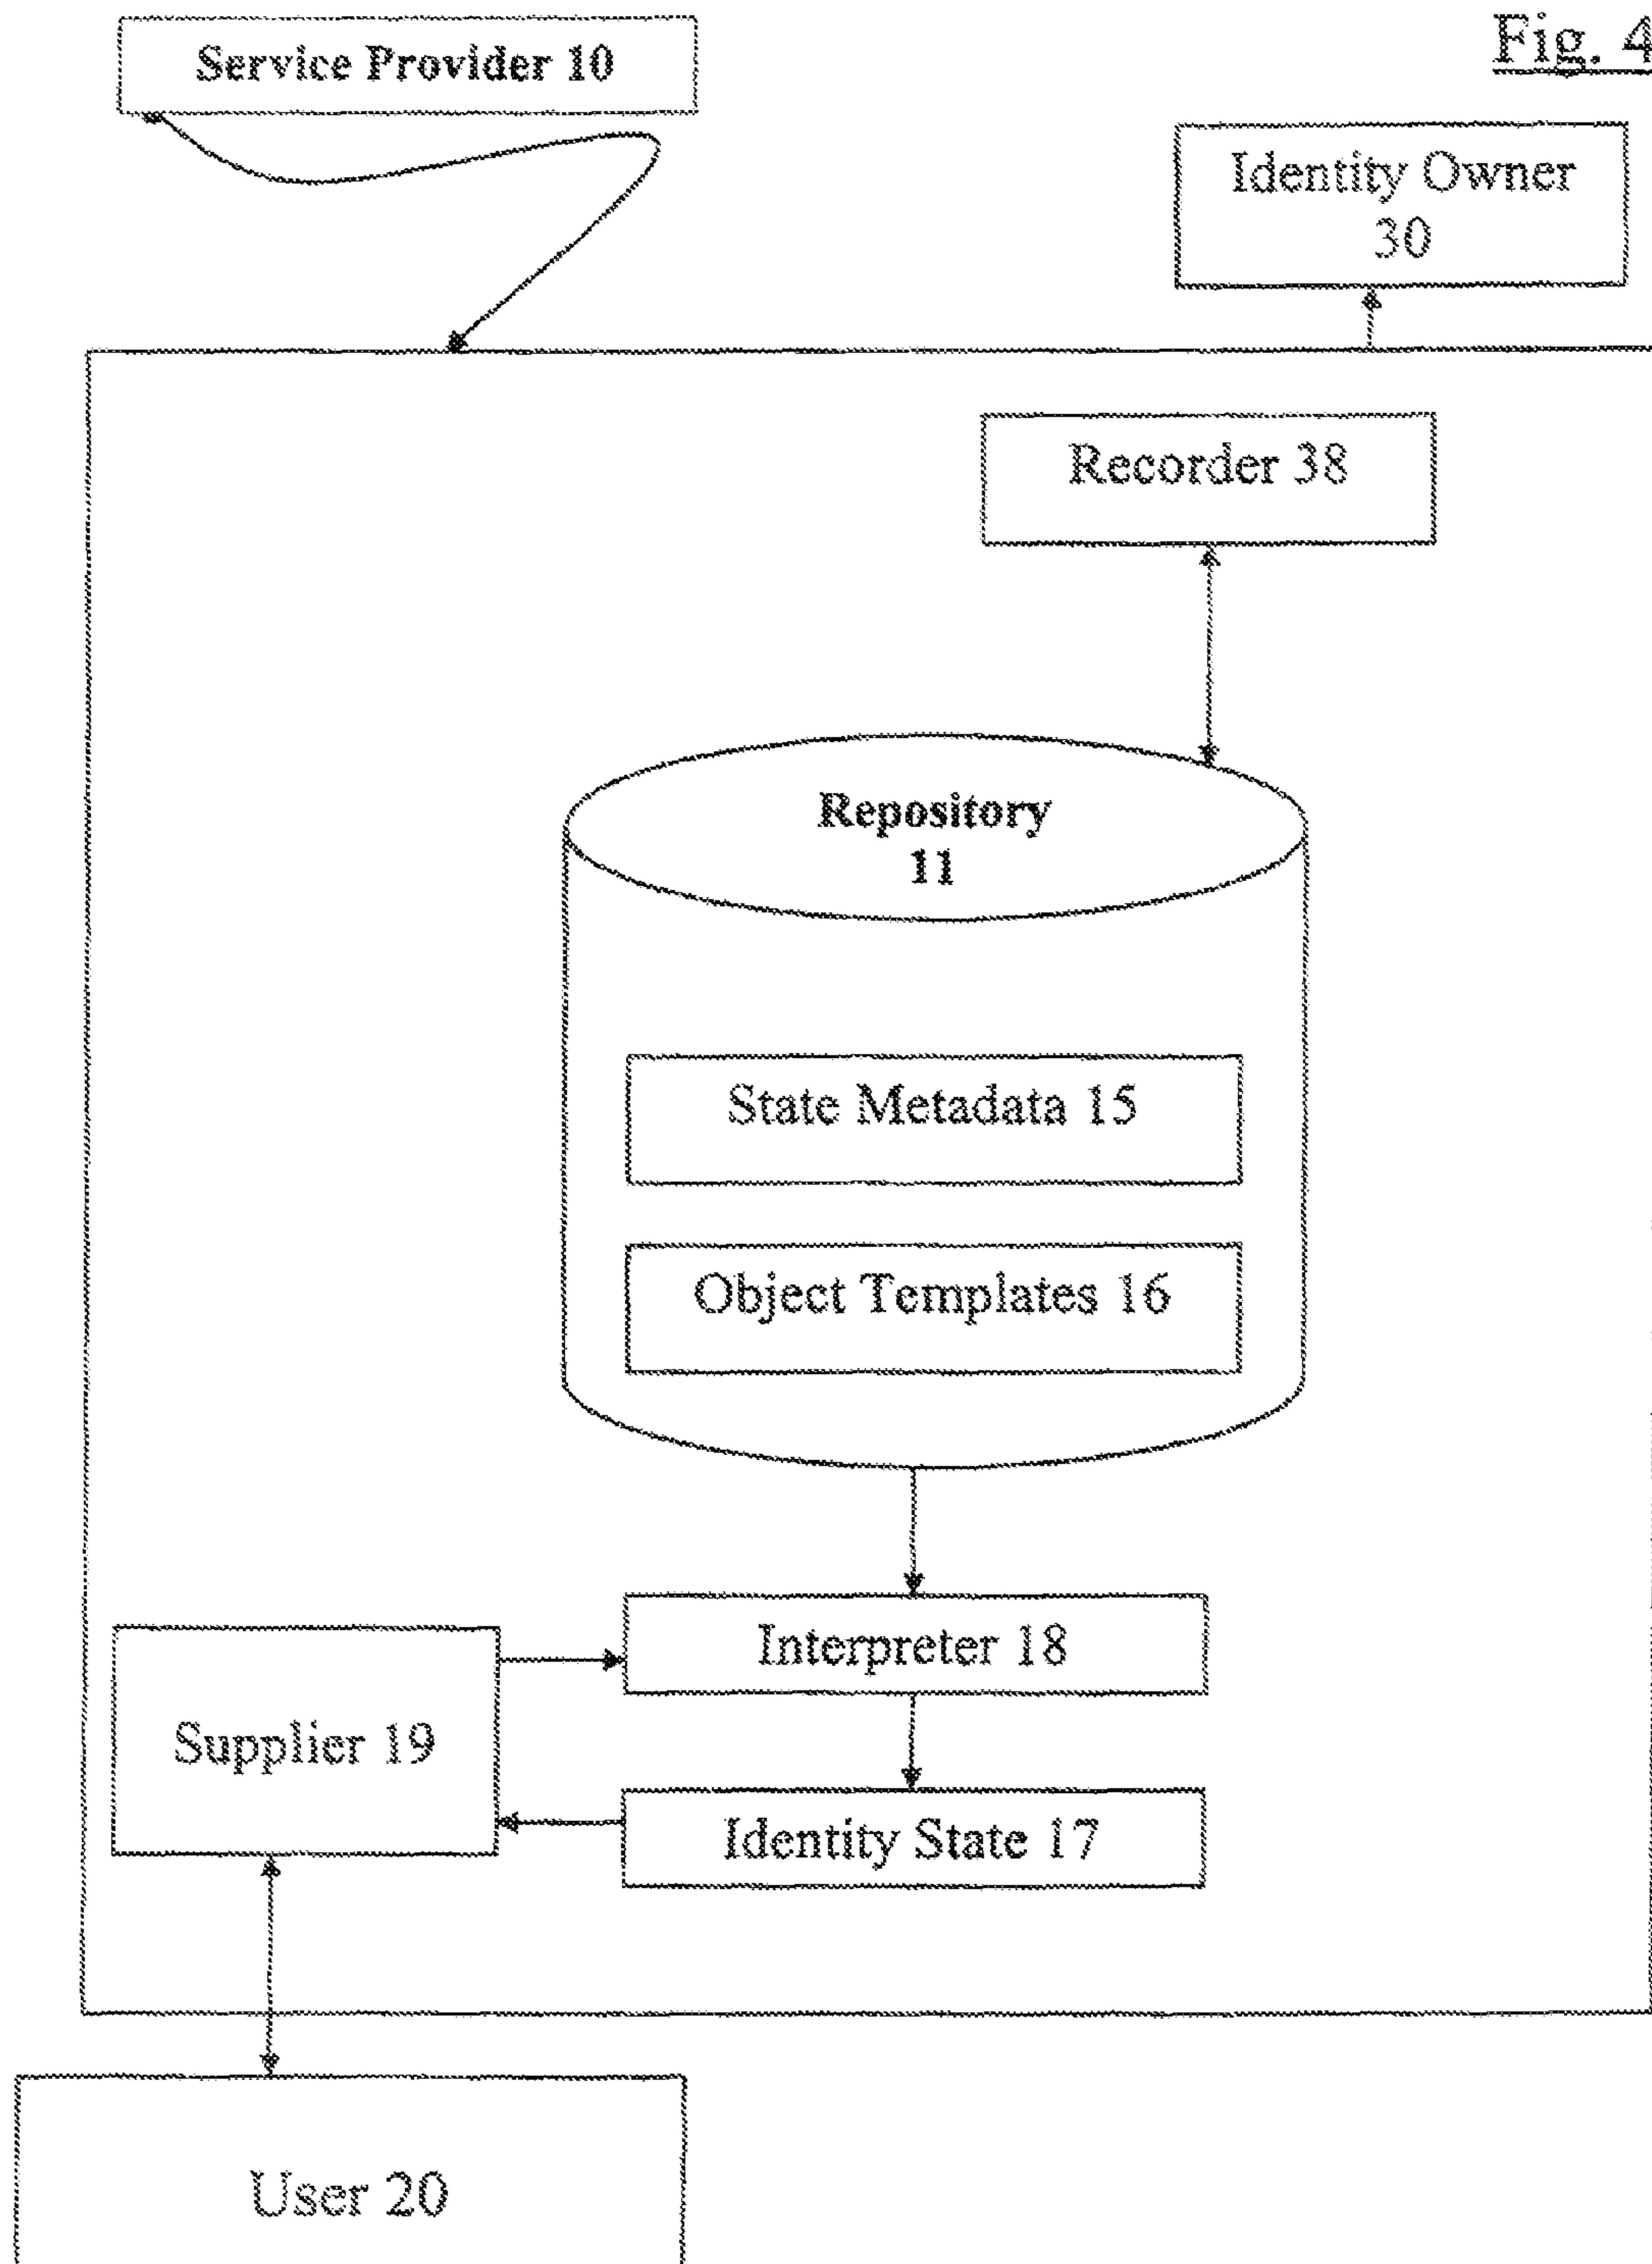 Fig. 4
Service Provider 10
Identity Owner
30
Recorder 38
Repository
11
State Metadata 15
Object Templates 16
Interpreter 18
Supplier 19
Identity State 17
User 20